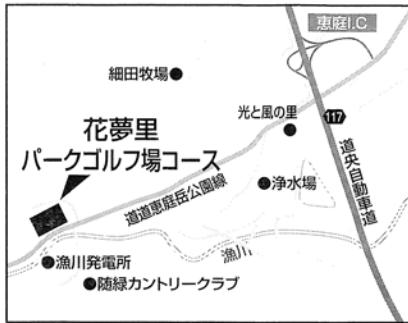 恵庭I.C
細田牧場
光と風の里
117
花夢里
パークゴルフ場コース
道央自動車道
浄水場
道道恵庭岳公園線
漁川
漁川発電所
随緑カントリークラブ